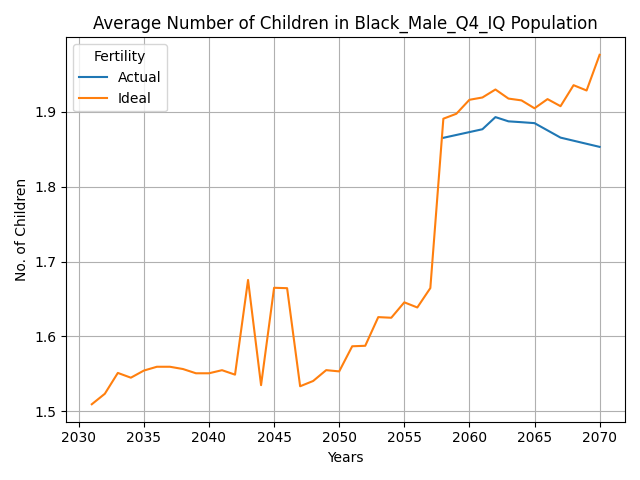 Average Number of Children in Black_Male_Q4_IQ Population
Fertility
Actual
Ideal
No. of Children
1.9
1.8
1.7
1.6
1.5
2030 2035 2040 2045 2050 2055 2060 2065 2070
Years